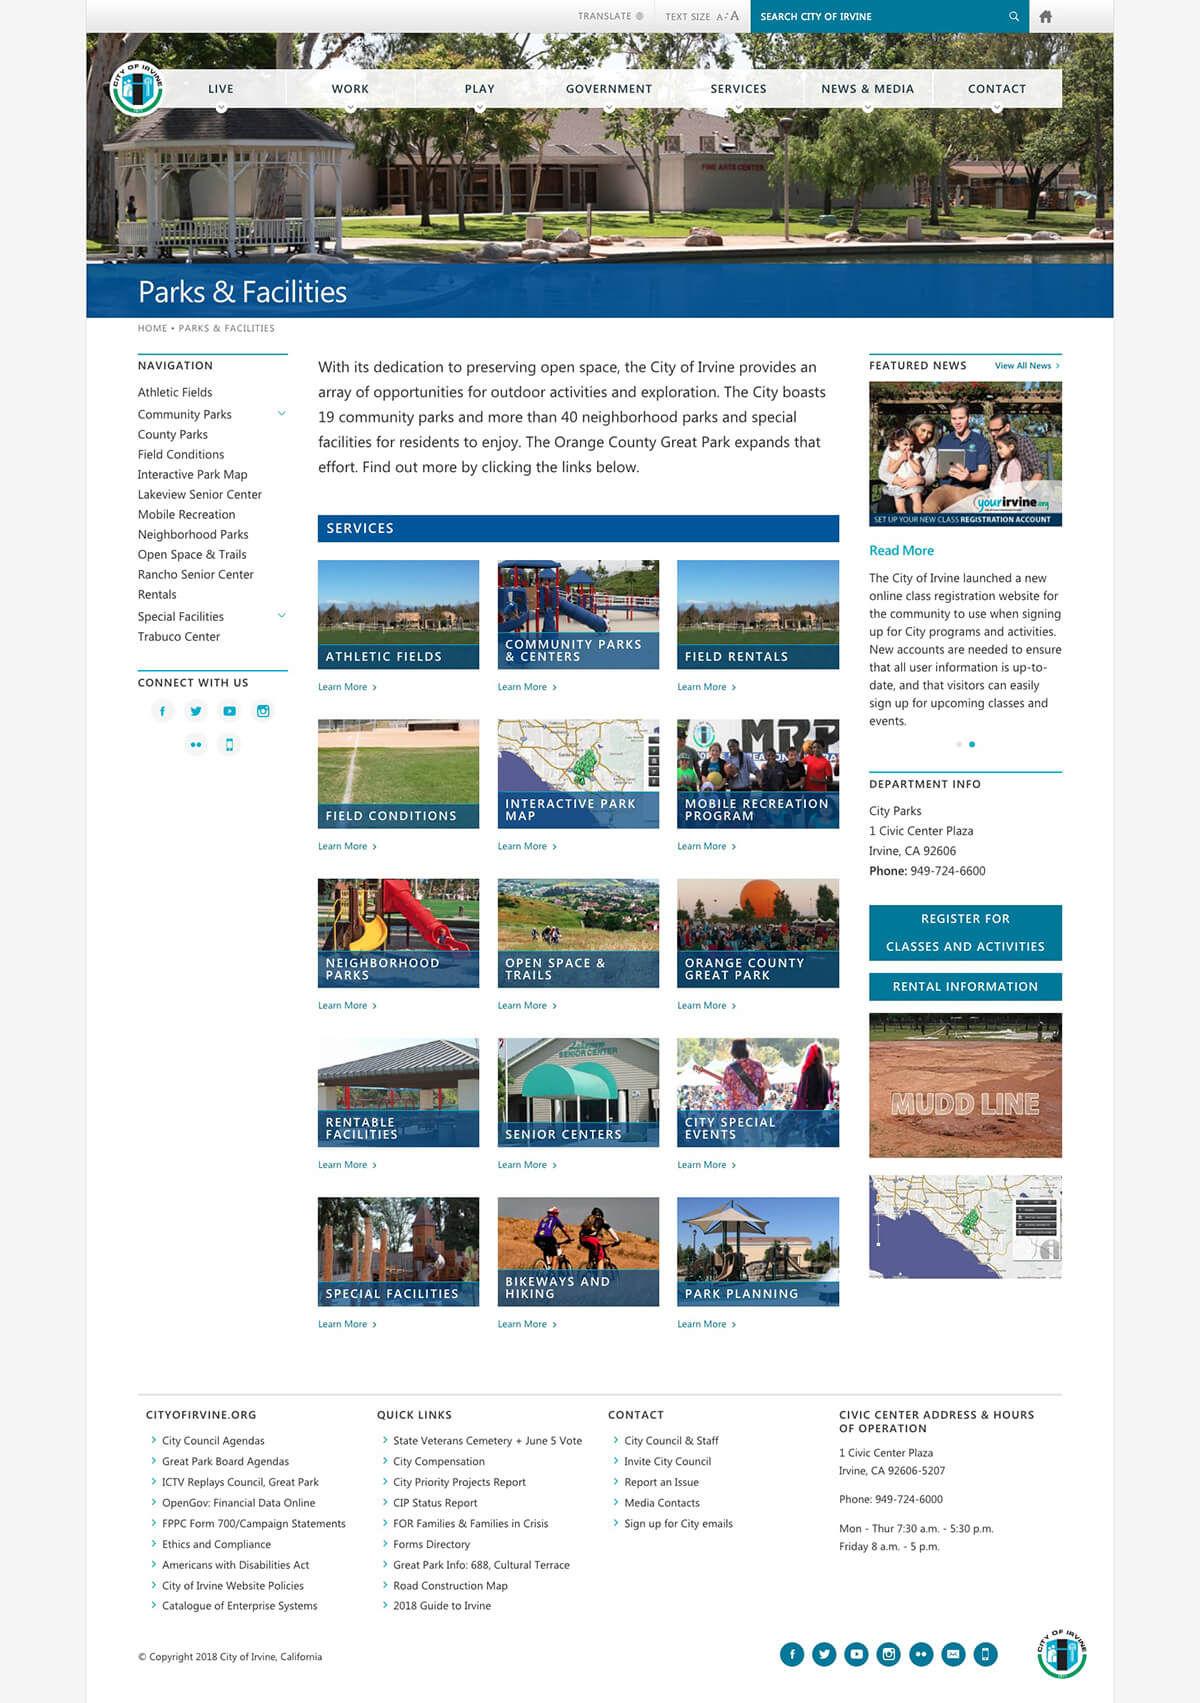 TRANSLATE
TEXT SIZE A A A
SEARCH CITY OF IRVINE
CITY OF IRVINE
LIVE
WORK
PLAY
GOVERNMENT
SERVICES
NEWS & MEDIA
CONTACT
FINE ARTS CENTER
Parks & Facilities
HOME • PARKS & FACILITIES
NAVIGATION
Athletic Fields
Community Parks
County Parks
Field Conditions
Interactive Park Map
Lakeview Senior Center
Mobile Recreation
Neighborhood Parks
Open Space & Trails
Rancho Senior Center
Rentals
Special Facilities
Trabuco Center
CONNECT WITH US
With its dedication to preserving open space, the City of Irvine provides an
array of opportunities for outdoor activities and exploration. The City boasts
19 community parks and more than 40 neighborhood parks and special
facilities for residents to enjoy. The Orange County Great Park expands that
effort. Find out more by clicking the links below.
SERVICES
ATHLETIC FIELDS
Learn More
COMMUNITY PARKS
& CENTERS
Learn More
FIELD RENTALS
Learn More
FIELD CONDITIONS
Learn More
INTERACTIVE PARK
MAP
Learn More
MRP
MOBILE RECREATION
PROGRAM
Learn More
NEIGHBORHOOD
PARKS
Learn More
OPEN SPACE &
TRAILS
Learn More
ORANGE COUNTY
GREAT PARK
Learn More
RENTABLE
FACILITIES
Learn More
SENIOR CENTER
SENIOR CENTERS
Learn More
CITY SPECIAL
EVENTS
Learn More
SPECIAL FACILITIES
Learn More
BIKEWAYS AND
HIKING
Learn More
PARK PLANNING
Learn More
FEATURED NEWS
View All News
yourirvine.org
SET UP YOUR NEW CLASS REGISTRATION ACCOUNT
Read More
The City of Irvine launched a new
online class registration website for
the community to use when signing
up for City programs and activities.
New accounts are needed to ensure
that all user information is up-to-
date, and that visitors can easily
sign up for upcoming classes and
events.
DEPARTMENT INFO
City Parks
1 Civic Center Plaza
Irvine, CA 92606
Phone: 949-724-6600
REGISTER FOR
CLASSES AND ACTIVITIES
RENTAL INFORMATION
MUDD LINE
CITYOFIRVINE.ORG
City Council Agendas
Great Park Board Agendas
ICTV Replays Council, Great Park
OpenGov: Financial Data Online
FPPC Form 700/Campaign Statements
Ethics and Compliance
Americans with Disabilities Act
City of Irvine Website Policies
Catalogue of Enterprise Systems
QUICK LINKS
State Veterans Cemetery + June 5 Vote
City Compensation
City Priority Projects Report
CIP Status Report
FOR Families & Families in Crisis
Forms Directory
Great Park Info: 688, Cultural Terrace
Road Construction Map
2018 Guide to Irvine
CONTACT
City Council & Staff
Invite City Council
Report an Issue
Media Contacts
Sign up for City emails
CIVIC CENTER ADDRESS & HOURS
OF OPERATION
1 Civic Center Plaza
Irvine, CA 92606-5207
Phone: 949-724-6000
Mon - Thur 7:30 a.m. - 5:30 p.m.
Friday 8 a.m. - 5 p.m.
© Copyright 2018 City of Irvine, California
CITY OF IRVINE